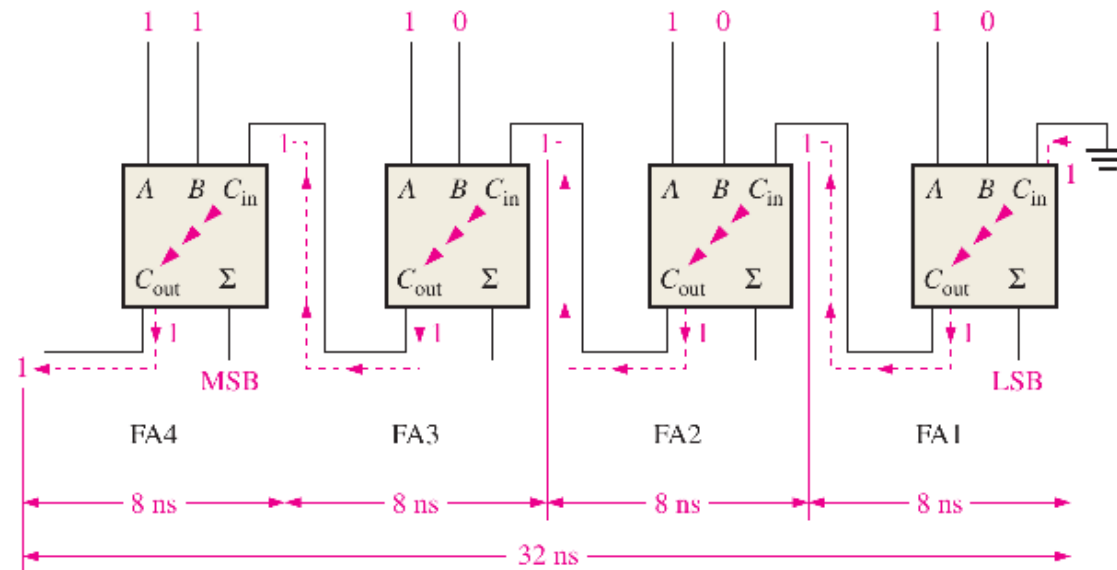 1 1 1 0 1 0 1 0
1 1 1 1
A B Cin A B Cin A B Cin A B Cin
Cout Σ Cout Σ Cout Σ Cout Σ
1 1 1 1
1 MSB LSB
FA4 FA3 FA2 FA1
8 ns 8 ns 8 ns 8 ns
32 ns